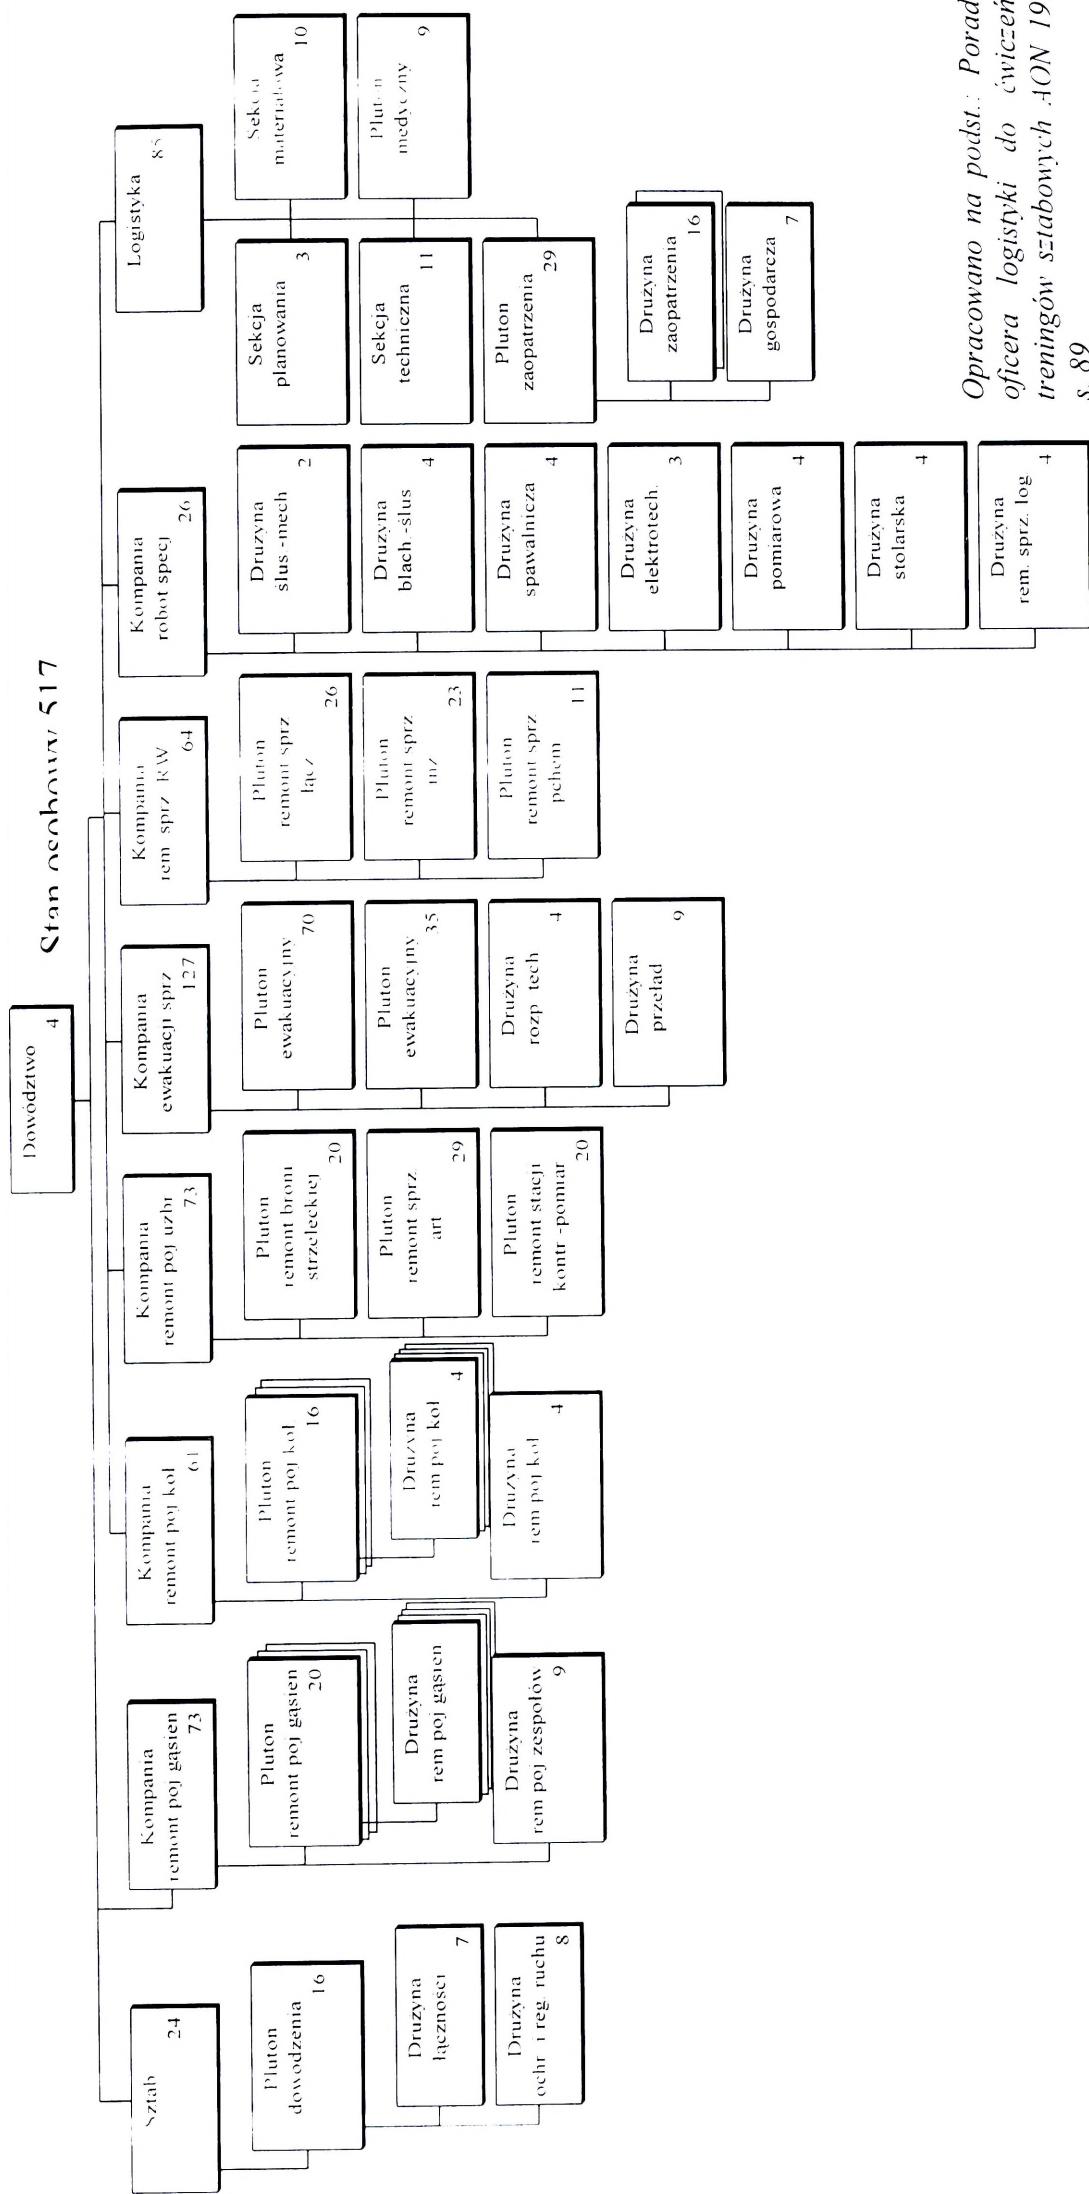 Stan osobowy 517
Dowództwo
4
Sztab
24
Pluton
dowodzenia
16
Drużyna
łączności
7
Drużyna
ochr. i reg. ruchu
8
Kompania
remont poj gąsien
73
Pluton
remont poj gąsien
20
Drużyna
rem poj gąsien
Drużyna
rem poj zespołów
9
Kompania
remont poj koł
61
Pluton
remont poj koł
16
Drużyna
rem poj koł
4
Drużyna
rem poj koł
4
Kompania
remont poj uzbr
73
Pluton
remont broni
strzeleckiej
20
Pluton
remont sprz
art
29
Pluton
remont stacji
kontr -pomiar
20
Kompania
ewakuacji sprz
127
Pluton
ewakuacyjny
70
Pluton
ewakuacyjny
35
Drużyna
rozp tech
4
Drużyna
przeład
9
Kompania
rem sprz RW
64
Pluton
remont sprz
łącz
26
Pluton
remont sprz
inż
23
Pluton
remont sprz
pchem
11
Kompania
robot specj
26
Drużyna
ślus -mech
2
Drużyna
blach.-ślus
4
Drużyna
spawalnicza
4
Drużyna
elektrotech.
3
Drużyna
pomiarowa
4
Drużyna
stolarska
4
Drużyna
rem. sprz. log
4
Logistyka
85
Sekcja
planowania
3
Sekcja
materiałowa
10
Sekcja
techniczna
11
Pluton
medyczny
9
Pluton
zaopatrzenia
29
Drużyna
zaopatrzenia
16
Drużyna
gospodarcza
7
Opracowano na podst.: Porad
oficera logistyki do ćwiczeń
treningów sztabowych AON 19
s. 89